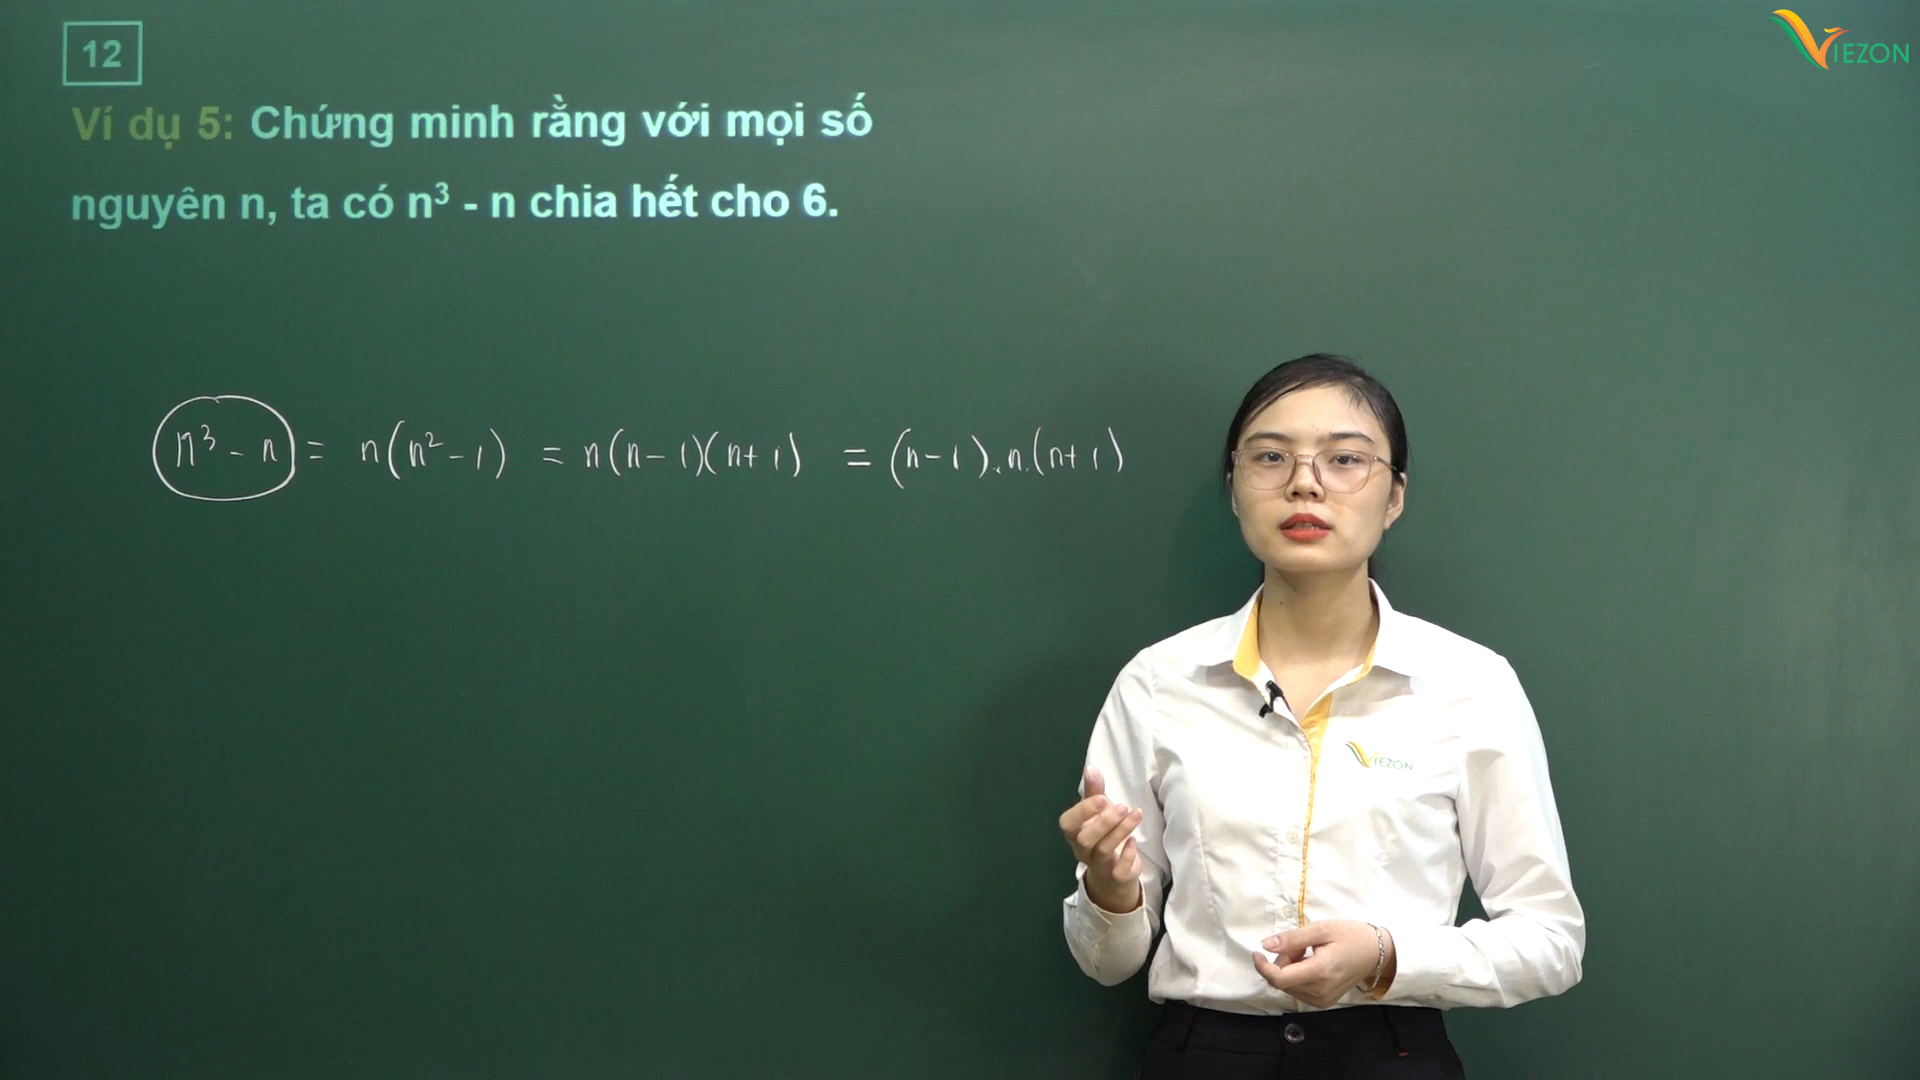 VIEZON
12
Ví dụ 5: Chứng minh rằng với mọi số
nguyên n, ta có n³ - n chia hết cho 6.
n³ - n = n(n² - 1) = n(n - 1)(n + 1) = (n - 1).n.(n + 1)
VIEZON